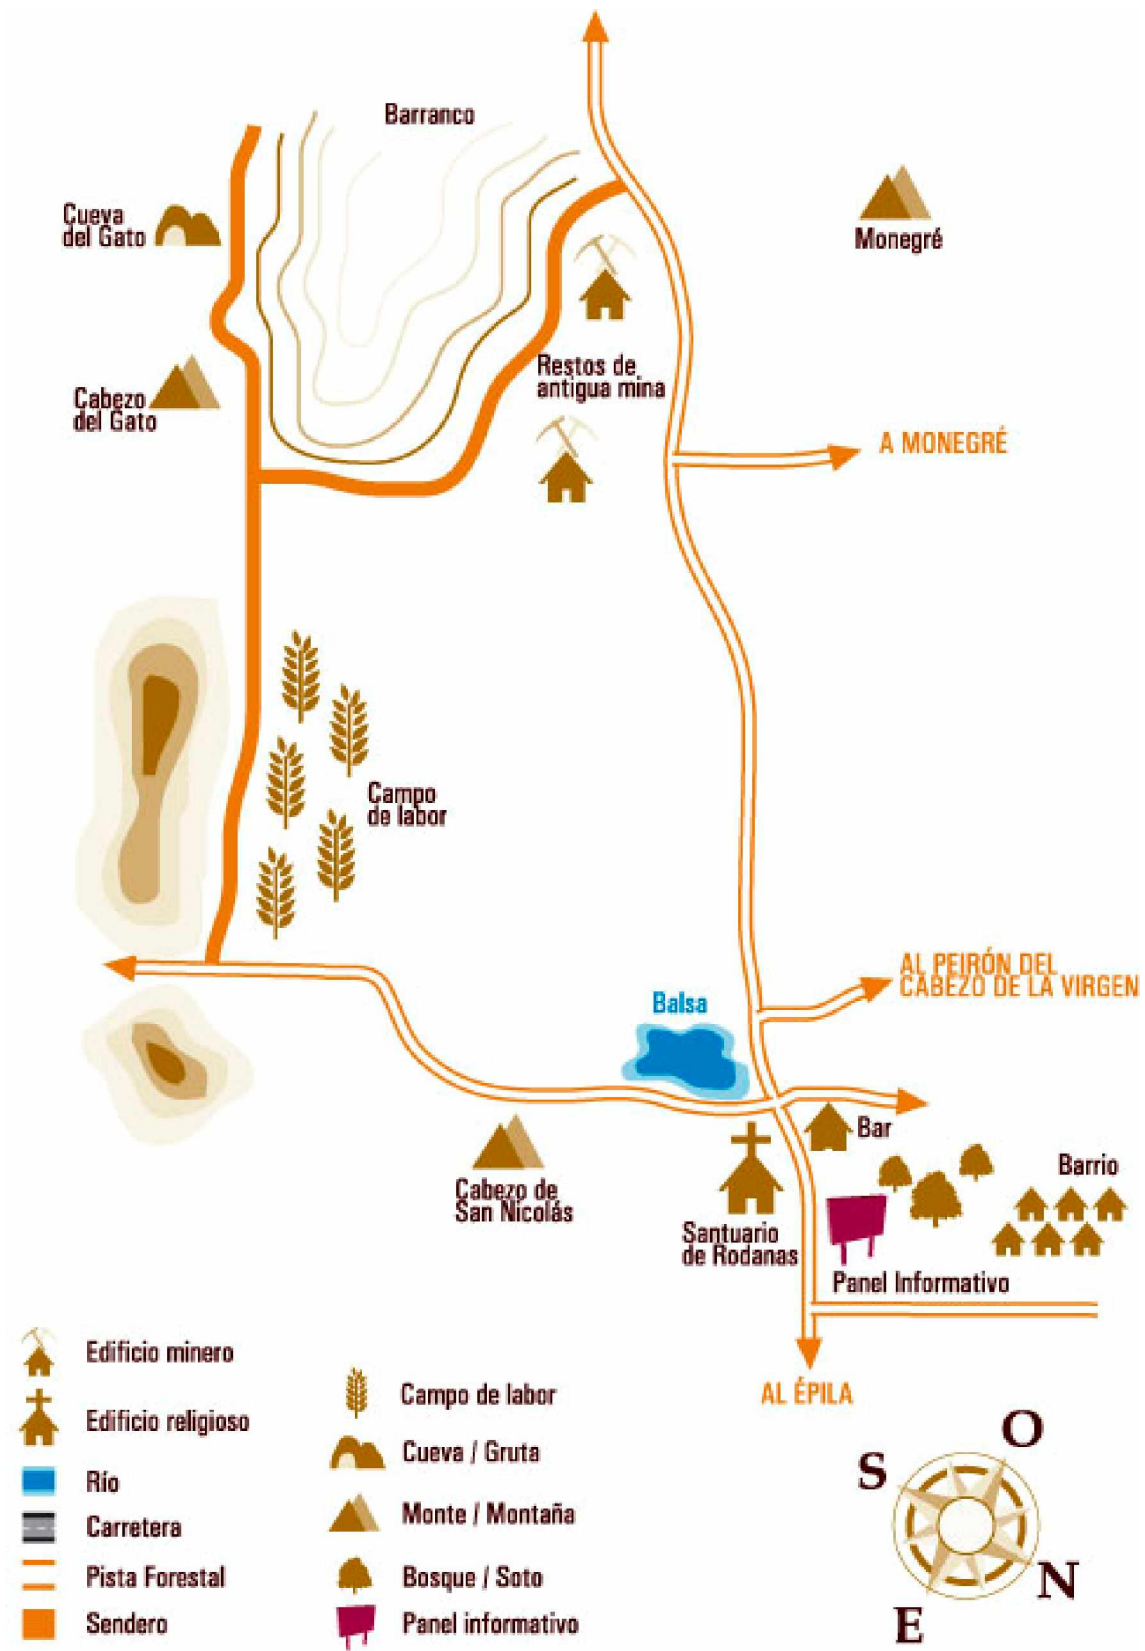 Barranco
Cueva
del Gato
Monegré
Restos de
antigua mina
Cabezo
del Gato
A MONEGRÉ
Campo
de labor
AL PEIRÓN DEL
CABEZO DE LA VIRGEN
Balsa
Bar
Barrio
Cabezo de
San Nicolás
Santuario
de Rodanas
Panel Informativo
AL ÉPILA
Edificio minero
Edificio religioso
Río
Carretera
Pista Forestal
Sendero
Campo de labor
Cueva / Gruta
Monte / Montaña
Bosque / Soto
Panel informativo
O
S
N
E